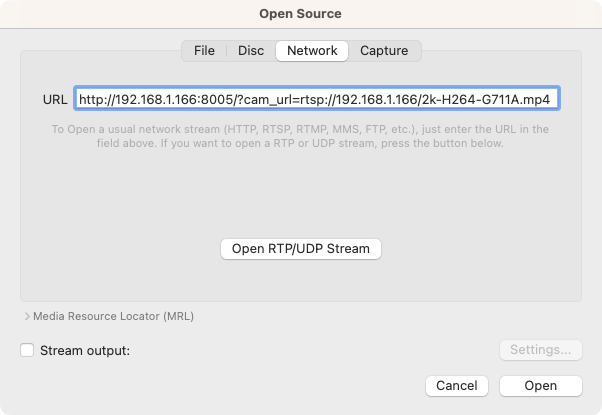 Open Source
File Disc Network Capture
URL http://192.168.1.166:8005/?cam_url=rtsp://192.168.1.166/2k-H264-G711A.mp4
To Open a usual network stream (HTTP, RTSP, RTMP, MMS, FTP, etc.), just enter the URL in the
field above. If you want to open a RTP or UDP stream, press the button below.
Open RTP/UDP Stream
Media Resource Locator (MRL)
Stream output: Settings...
Cancel Open